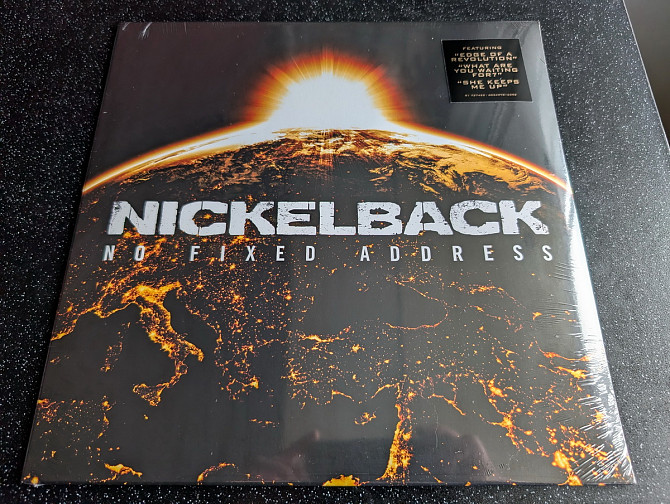 FEATURING
"EDGE OF A
REVOLUTION"
"WHAT ARE
YOU WAITING
FOR?"
"SHE KEEPS
ME UP"
NICKELBACK
NO FIXED ADDRESS